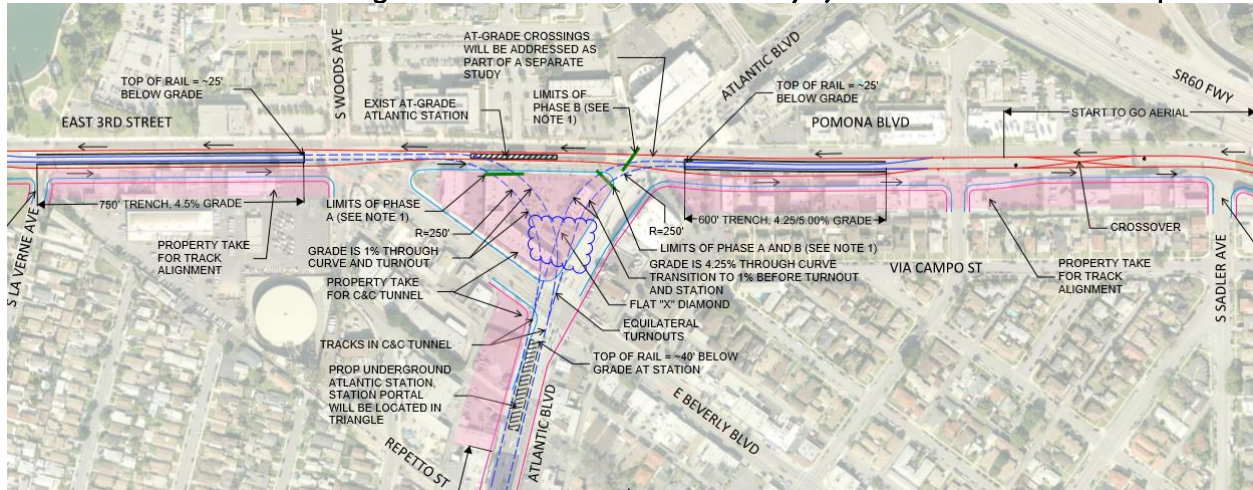 AT-GRADE CROSSINGS
WILL BE ADDRESSED AS
PART OF A SEPARATE
STUDY
S WOODS AVE
ATLANTIC BLVD
SR60 FWY
TOP OF RAIL = ~25'
BELOW GRADE
EXIST AT-GRADE
ATLANTIC STATION
LIMITS OF
PHASE B (SEE
NOTE 1)
TOP OF RAIL = ~25'
BELOW GRADE
START TO GO AERIAL
EAST 3RD STREET
POMONA BLVD
750' TRENCH, 4.5% GRADE
LIMITS OF PHASE
A (SEE NOTE 1)
R=250'
R=250'
600' TRENCH, 4.25/5.00% GRADE
CROSSOVER
S LA VERNE AVE
PROPERTY TAKE
FOR TRACK
ALIGNMENT
GRADE IS 1% THROUGH
CURVE AND TURNOUT
LIMITS OF PHASE A AND B (SEE NOTE 1)
GRADE IS 4.25% THROUGH CURVE
TRANSITION TO 1% BEFORE TURNOUT
AND STATION
VIA CAMPO ST
PROPERTY TAKE
FOR TRACK
ALIGNMENT
S SADLER AVE
PROPERTY TAKE
FOR C&C TUNNEL
FLAT "X" DIAMOND
EQUILATERAL
TURNOUTS
TRACKS IN C&C TUNNEL
TOP OF RAIL = ~40' BELOW
GRADE AT STATION
PROP UNDERGROUND
ATLANTIC STATION,
STATION PORTAL
WILL BE LOCATED IN
TRIANGLE
REPETTO ST
ATLANTIC BLVD
E BEVERLY BLVD